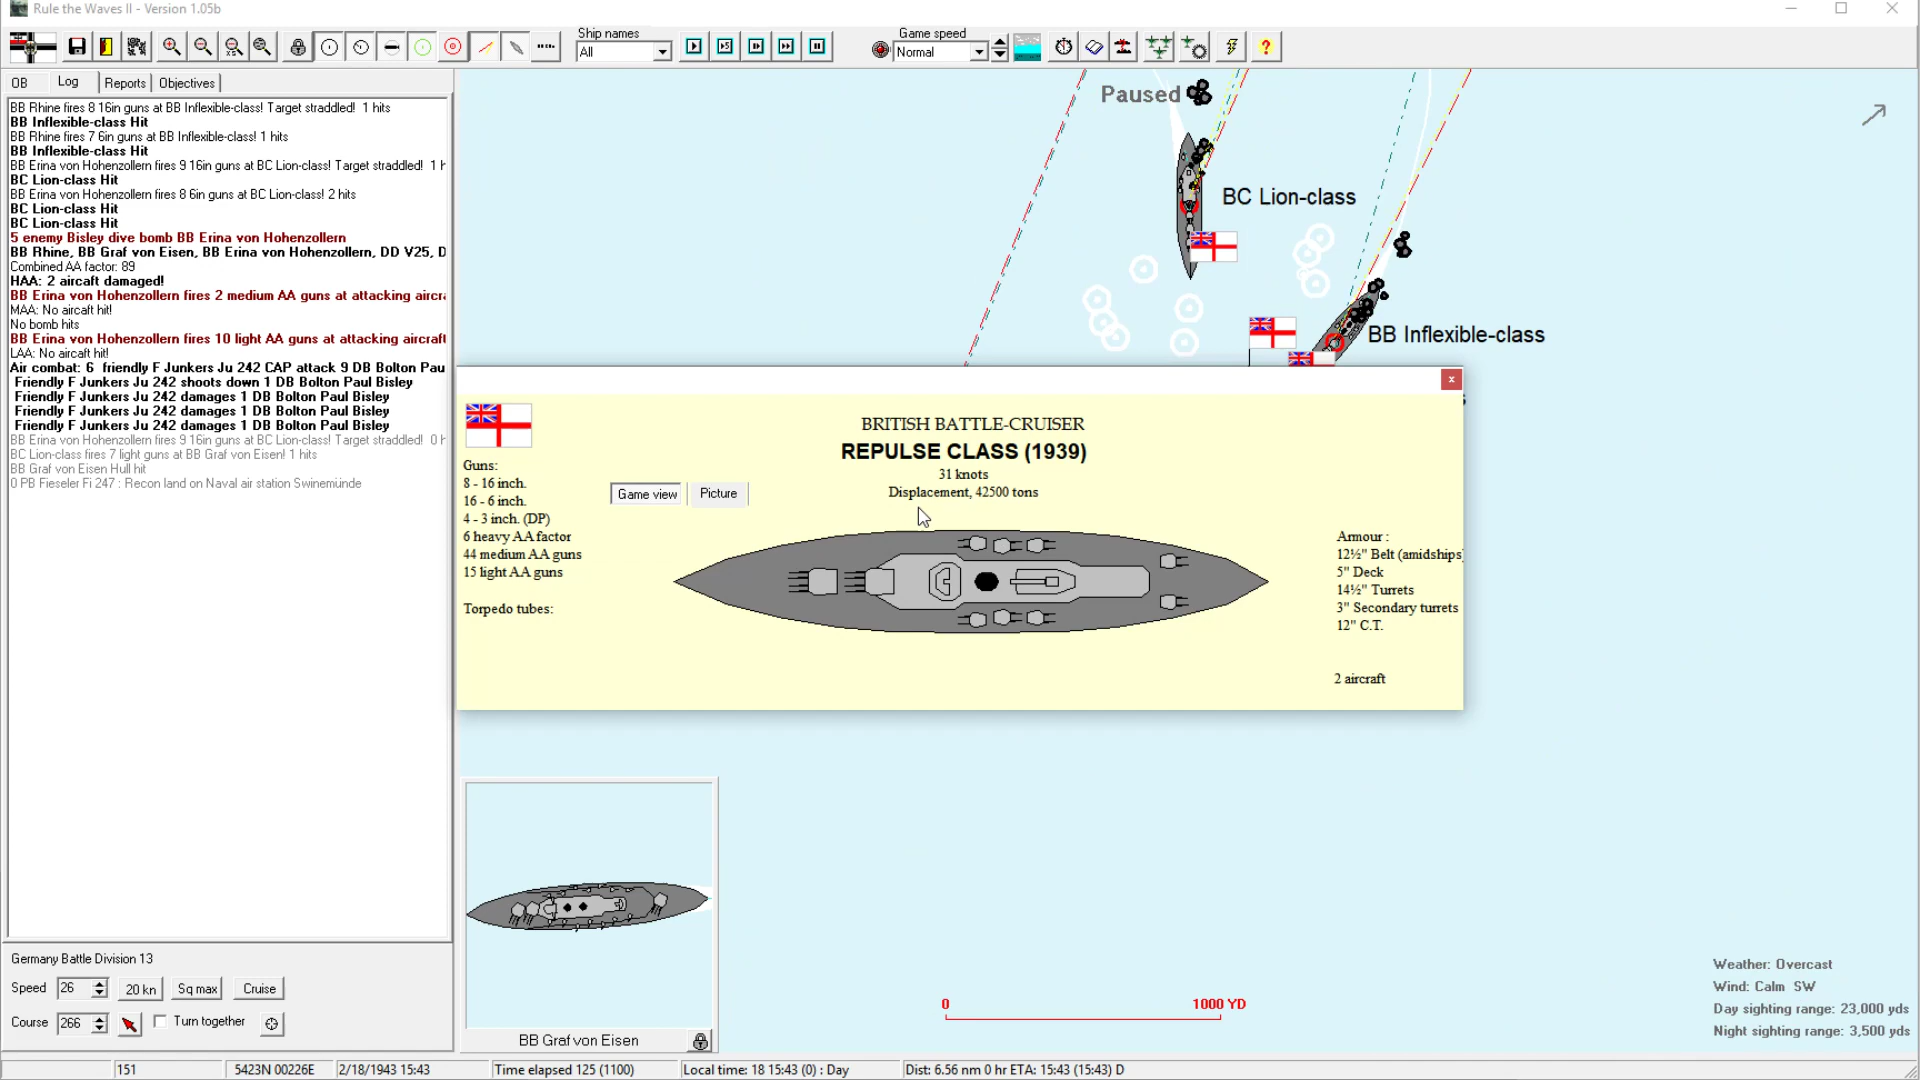 Rule the Waves II - Version 1.05b
Ship names
All
Game speed
Normal
OB
Log
Reports
Objectives
BB Rhine fires 8 16in guns at BB Inflexible-class! Target straddled!  1 hits
BB Inflexible-class Hit
BB Rhine fires 7 6in guns at BB Inflexible-class! 1 hits
BB Inflexible-class Hit
BB Erina von Hohenzollern fires 9 16in guns at BC Lion-class! Target straddled!  1 h
BC Lion-class Hit
BB Erina von Hohenzollern fires 8 6in guns at BC Lion-class! 2 hits
BC Lion-class Hit
BC Lion-class Hit
5 enemy Bisley dive bomb BB Erina von Hohenzollern
BB Rhine, BB Graf von Eisen, BB Erina von Hohenzollern, DD V25, D
Combined AA factor: 89
HAA: 2 aircaft damaged!
BB Erina von Hohenzollern fires 2 medium AA guns at attacking aircra
MAA: No aircaft hit!
No bomb hits
BB Erina von Hohenzollern fires 10 light AA guns at attacking aircraft
LAA: No aircaft hit!
Air combat: 6  friendly F Junkers Ju 242 CAP attack 9 DB Bolton Pau
Friendly F Junkers Ju 242 shoots down 1 DB Bolton Paul Bisley
Friendly F Junkers Ju 242 damages 1 DB Bolton Paul Bisley
Friendly F Junkers Ju 242 damages 1 DB Bolton Paul Bisley
Friendly F Junkers Ju 242 damages 1 DB Bolton Paul Bisley
BB Erina von Hohenzollern fires 9 16in guns at BC Lion-class! Target straddled!  0 h
BC Lion-class fires 7 light guns at BB Graf von Eisen! 1 hits
BB Graf von Eisen Hull hit
0 PB Fieseler Fi 247 : Recon land on Naval air station Swinemünde
Paused
BC Lion-class
BB Inflexible-class
BRITISH BATTLE-CRUISER
REPULSE CLASS (1939)
31 knots
Displacement, 42500 tons
Game view
Picture
Guns:
8 - 16 inch.
16 - 6 inch.
4 - 3 inch. (DP)
6 heavy AA factor
44 medium AA guns
15 light AA guns
Torpedo tubes:
Armour :
12½" Belt (amidships)
5" Deck
14½" Turrets
3" Secondary turrets
12" C.T.
2 aircraft
BB Graf von Eisen
0
1000 YD
Weather: Overcast
Wind: Calm  SW
Day sighting range: 23,000 yds
Night sighting range: 3,500 yds
Germany Battle Division 13
Speed
26
20 kn
Sq max
Cruise
Course
266
Turn together
151
5423N 00226E
2/18/1943 15:43
Time elapsed 125 (1100)
Local time: 18 15:43 (0) : Day
Dist: 6.56 nm 0 hr ETA: 15:43 (15:43) D